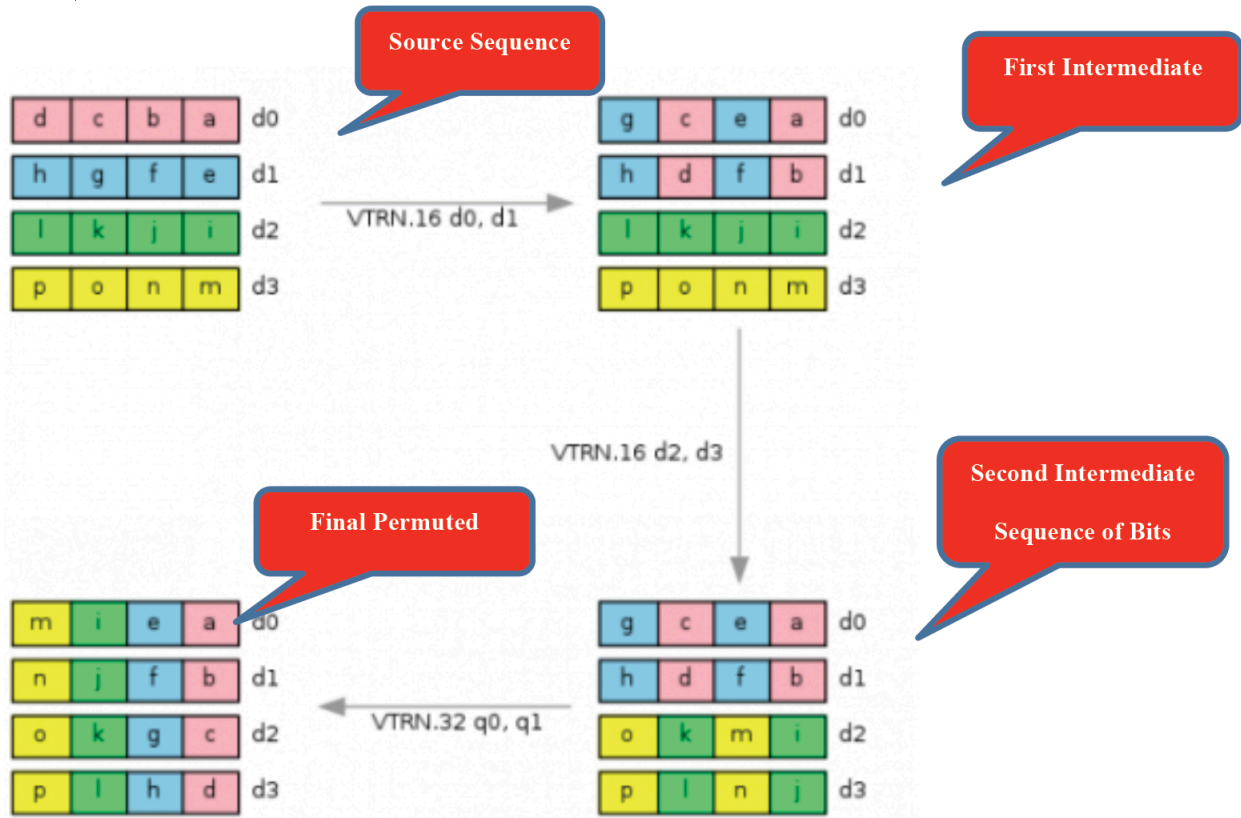 Source Sequence
First Intermediate
d c b a d0
h g f e d1
l k j i d2
p o n m d3
VTRN.16 d0, d1
g c e a d0
h d f b d1
l k j i d2
p o n m d3
VTRN.16 d2, d3
Second Intermediate
Sequence of Bits
Final Permuted
g c e a d0
h d f b d1
o k m i d2
p l n j d3
VTRN.32 q0, q1
m i e a d0
n j f b d1
o k g c d2
p l h d d3